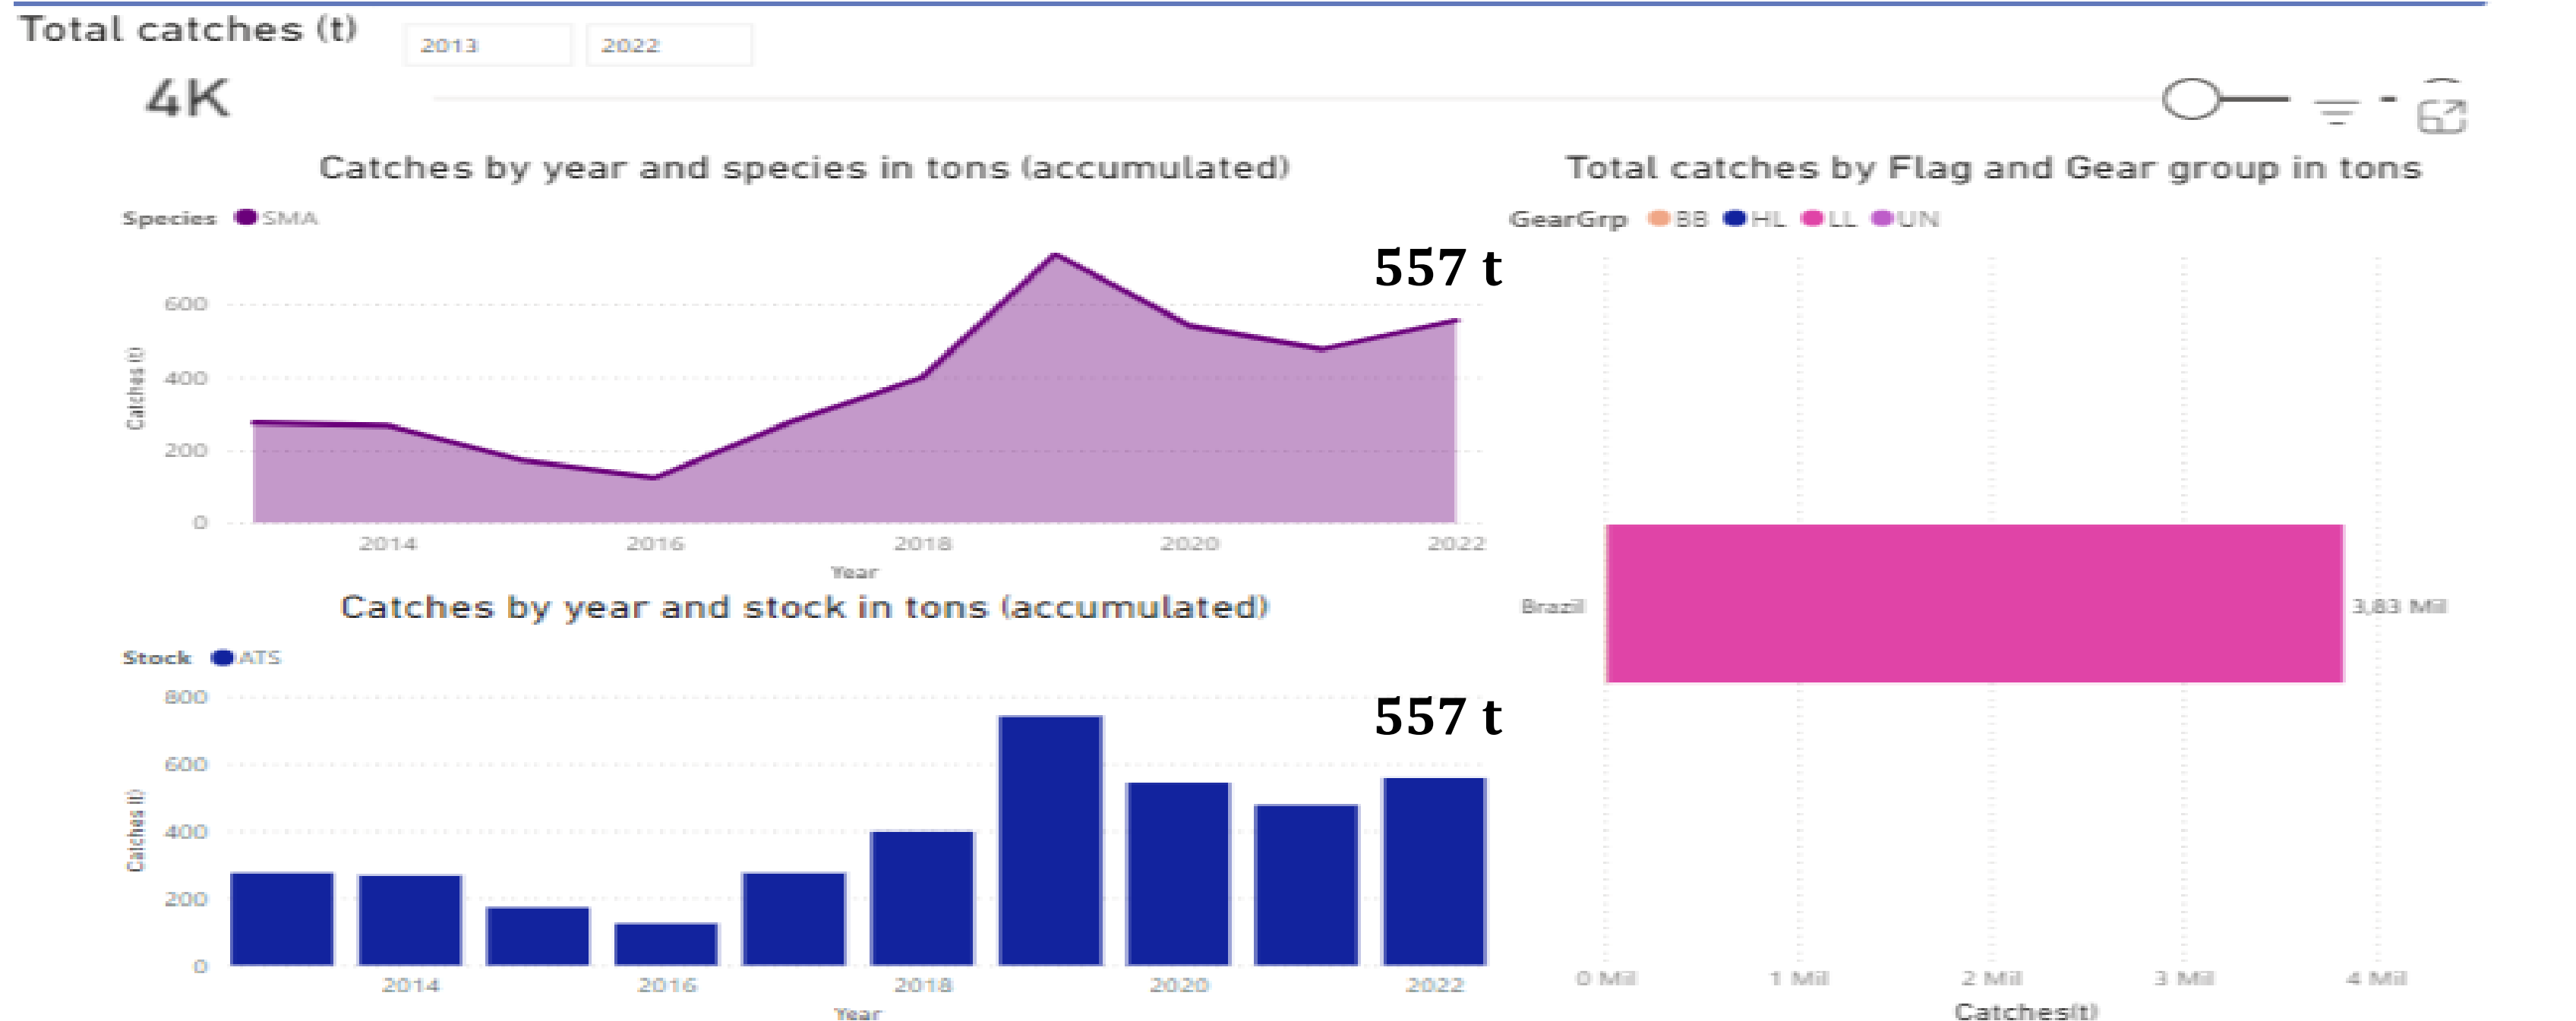 Total catches (t)
2013
2022
4K
Catches by year and species in tons (accumulated)
Species SMA
557 t
Catches (t)
600
400
200
0
2014 2016 2018 2020 2022
Year
Catches by year and stock in tons (accumulated)
Stock ATS
557 t
Catches (t)
800
600
400
200
0
2014 2016 2018 2020 2022
Year
Total catches by Flag and Gear group in tons
GearGrp BB HL LL UN
Brazil
3,83 Mil
0 Mil 1 Mil 2 Mil 3 Mil 4 Mil
Catches(t)